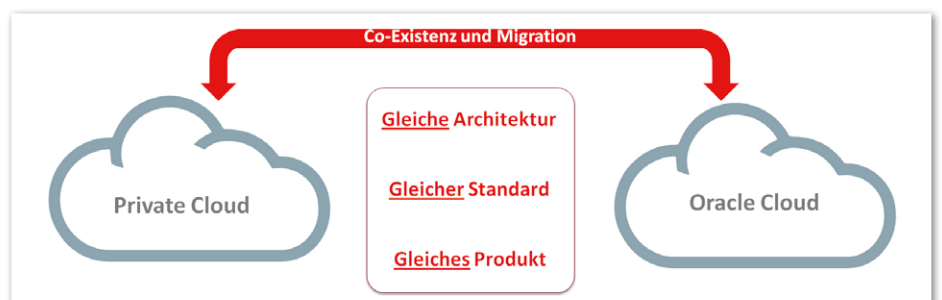 Co-Existenz und Migration
Gleiche Architektur
Private Cloud
Gleicher Standard
Oracle Cloud
Gleiches Produkt